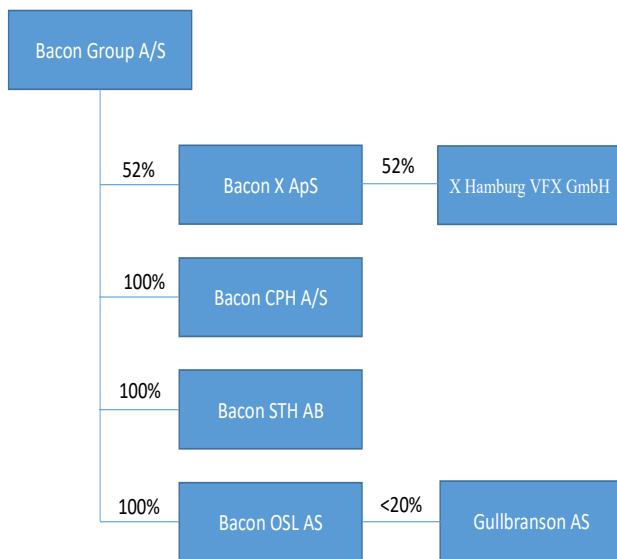 Bacon Group A/S
52%
Bacon X ApS
52%
X Hamburg VFX GmbH
100%
Bacon CPH A/S
100%
Bacon STH AB
100%
Bacon OSL AS
<20%
Gullbranson AS